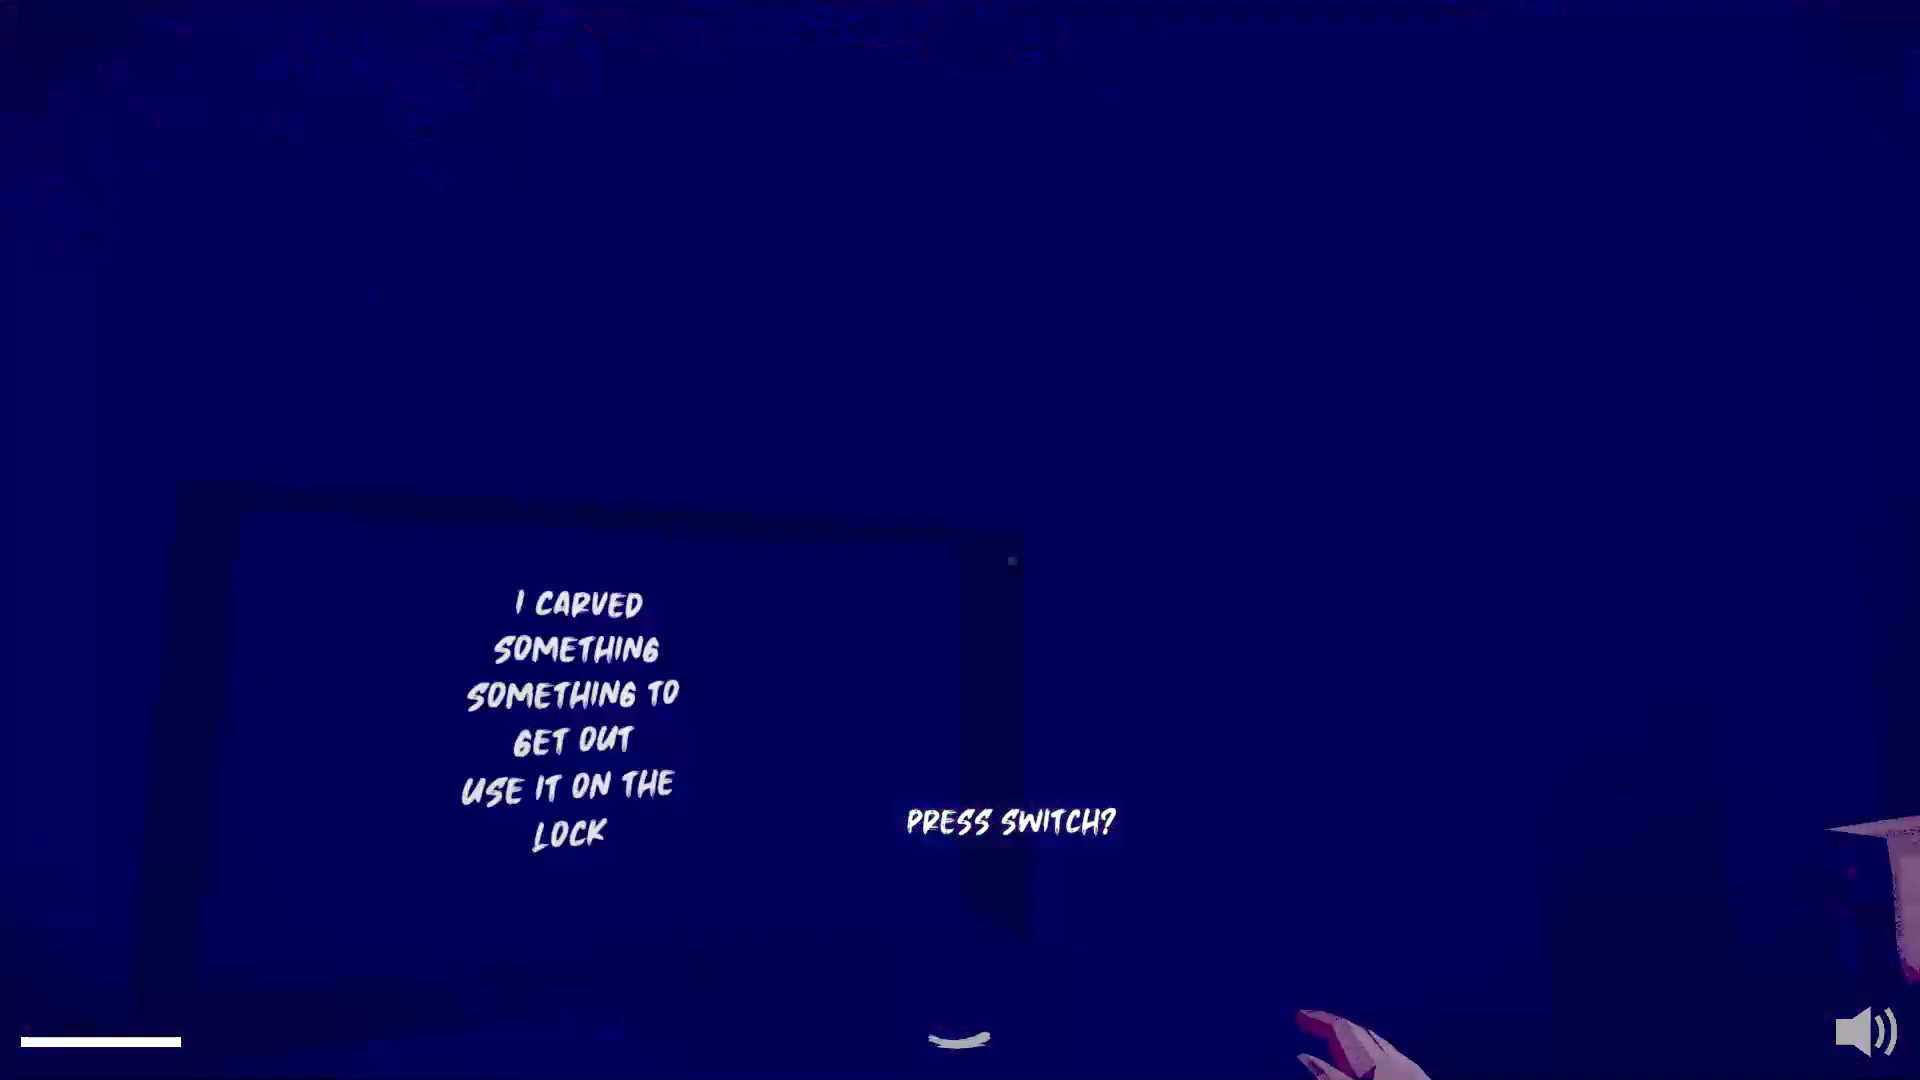 I CARVED
SOMETHING
SOMETHING TO
GET OUT
USE IT ON THE
LOCK
PRESS SWITCH?